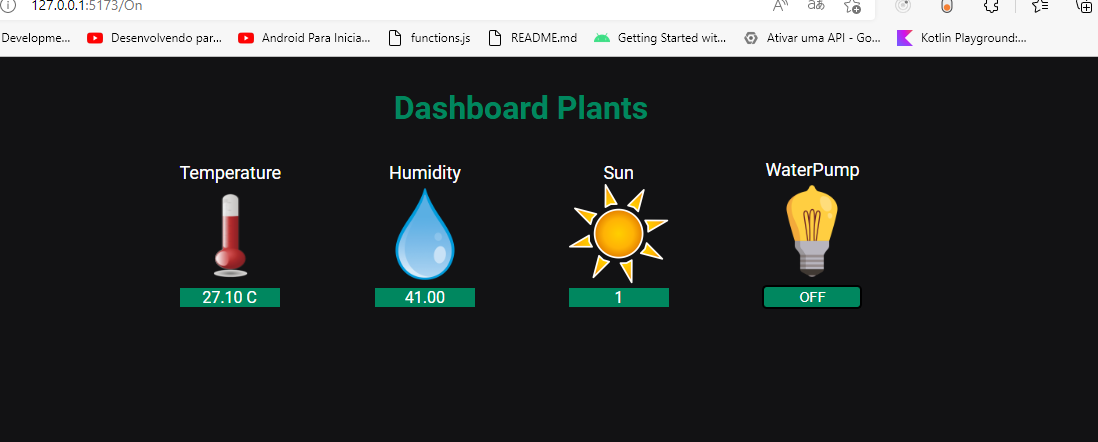 127.0.0.1:5173/On
Developme... Desenvolvendo par... Android Para Inicia... functions.js README.md Getting Started wit... Ativar uma API - Go... Kotlin Playground:...
Dashboard Plants
Temperature Humidity Sun WaterPump
27.10 C 41.00 1 OFF